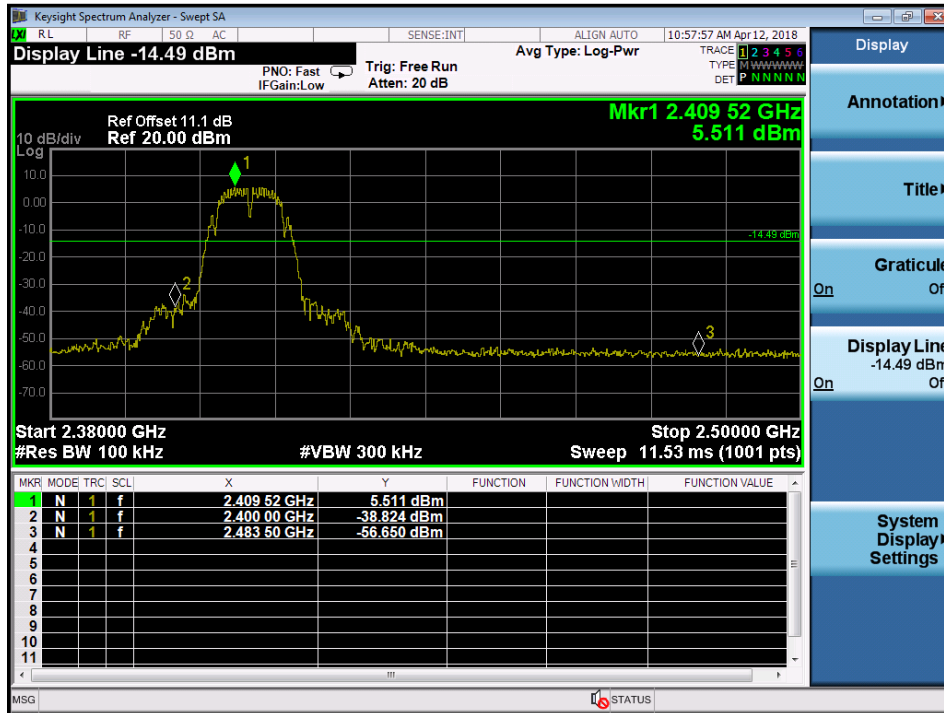 Keysight Spectrum Analyzer - Swept SA
LXI RL RF 50 Ω AC SENSE:INT ALIGN AUTO 10:57:57 AM Apr 12, 2018
Display Line -14.49 dBm
PNO: Fast
IFGain:Low
Trig: Free Run
Atten: 20 dB
Avg Type: Log-Pwr
TRACE 1 2 3 4 5 6
TYPE M W W W W W
DET P N N N N N
Mkr1 2.409 52 GHz
5.511 dBm
Ref Offset 11.1 dB
10 dB/div Ref 20.00 dBm
Log
10.0
0.00
-10.0
-20.0
-30.0
-40.0
-50.0
-60.0
-70.0
1
2
3
-14.49 dBm
Start 2.38000 GHz Stop 2.50000 GHz
#Res BW 100 kHz #VBW 300 kHz Sweep 11.53 ms (1001 pts)
MKR MODE TRC SCL X Y FUNCTION FUNCTION WIDTH FUNCTION VALUE
1 N 1 f 2.409 52 GHz 5.511 dBm
2 N 1 f 2.400 00 GHz -38.824 dBm
3 N 1 f 2.483 50 GHz -56.650 dBm
4
5
6
7
8
9
10
11
MSG STATUS
Display
Annotation
Title
Graticule
On Of
Display Line
-14.49 dBm
On Of
System
Display
Settings